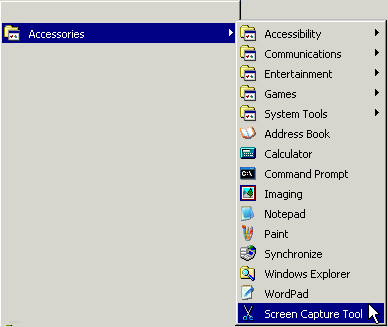 Accessories
Accessibility
Communications
Entertainment
Games
System Tools
Address Book
Calculator
Command Prompt
Imaging
Notepad
Paint
Synchronize
Windows Explorer
WordPad
Screen Capture Tool